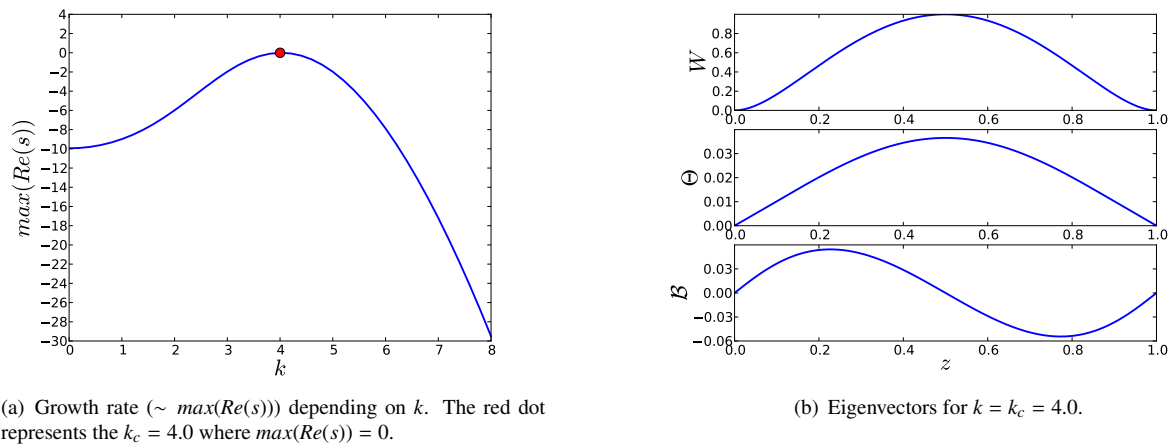 4
2
0
−2
−4
−6
−8
−10
−12
−14
−16
−18
−20
−22
−24
−26
−28
−30
max(Re(s))
0 1 2 3 4 5 6 7 8
k
0.8
0.6
0.4
0.2
0.0
W
0.0 0.2 0.4 0.6 0.8 1.0
0.03
0.02
0.01
0.00
Θ
0.0 0.2 0.4 0.6 0.8 1.0
0.03
0.00
−0.03
−0.06
ℬ
0.0 0.2 0.4 0.6 0.8 1.0
z
(a) Growth rate (∼ max(Re(s))) depending on k. The red dot
represents the kc = 4.0 where max(Re(s)) = 0.
(b) Eigenvectors for k = kc = 4.0.